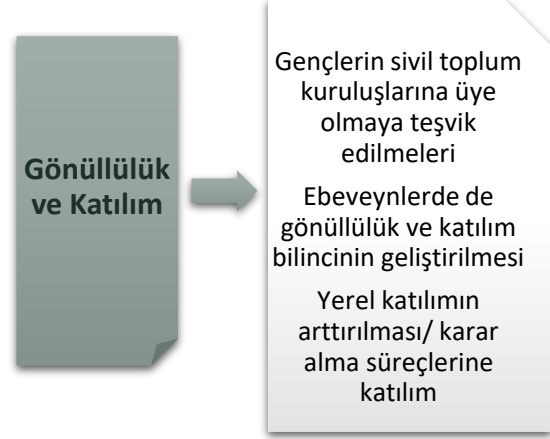 Gönüllülük
ve Katılım
Gençlerin sivil toplum
kuruluşlarına üye
olmaya teşvik
edilmeleri
Ebeveynlerde de
gönüllülük ve katılım
bilincinin geliştirilmesi
Yerel katılımın
arttırılması/ karar
alma süreçlerine
katılım